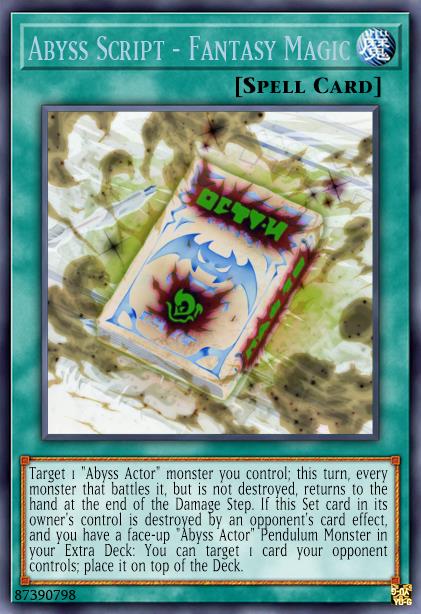 Abyss Script - Fantasy Magic
魔
[Spell Card]
Target 1 "Abyss Actor" monster you control; this turn, every
monster that battles it, but is not destroyed, returns to the
hand at the end of the Damage Step. If this Set card in its
owner's control is destroyed by an opponent's card effect,
and you have a face-up "Abyss Actor" Pendulum Monster in
your Extra Deck: You can target 1 card your opponent
controls; place it on top of the Deck.
87390798